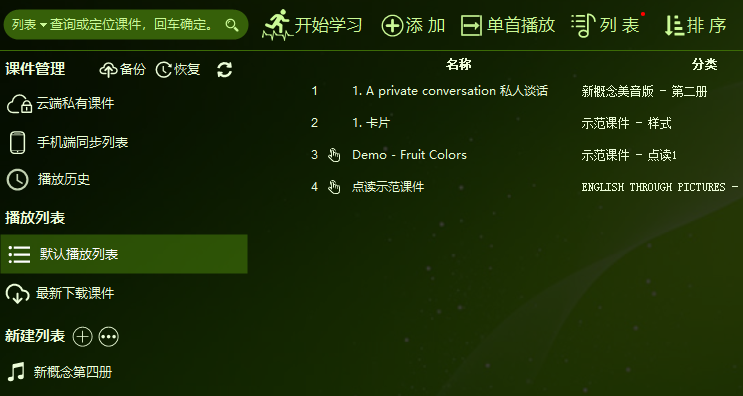 列表 查询或定位课件，回车确定。 开始学习 添 加 单首播放 列 表 排 序
课件管理 备份 恢复
云端私有课件
手机端同步列表
播放历史
播放列表
默认播放列表
最新下载课件
新建列表
新概念第四册
名称 分类
1 1. A private conversation 私人谈话 新概念美音版 - 第二册
2 1. 卡片 示范课件 - 样式
3 Demo - Fruit Colors 示范课件 - 点读1
4 点读示范课件 ENGLISH THROUGH PICTURES -